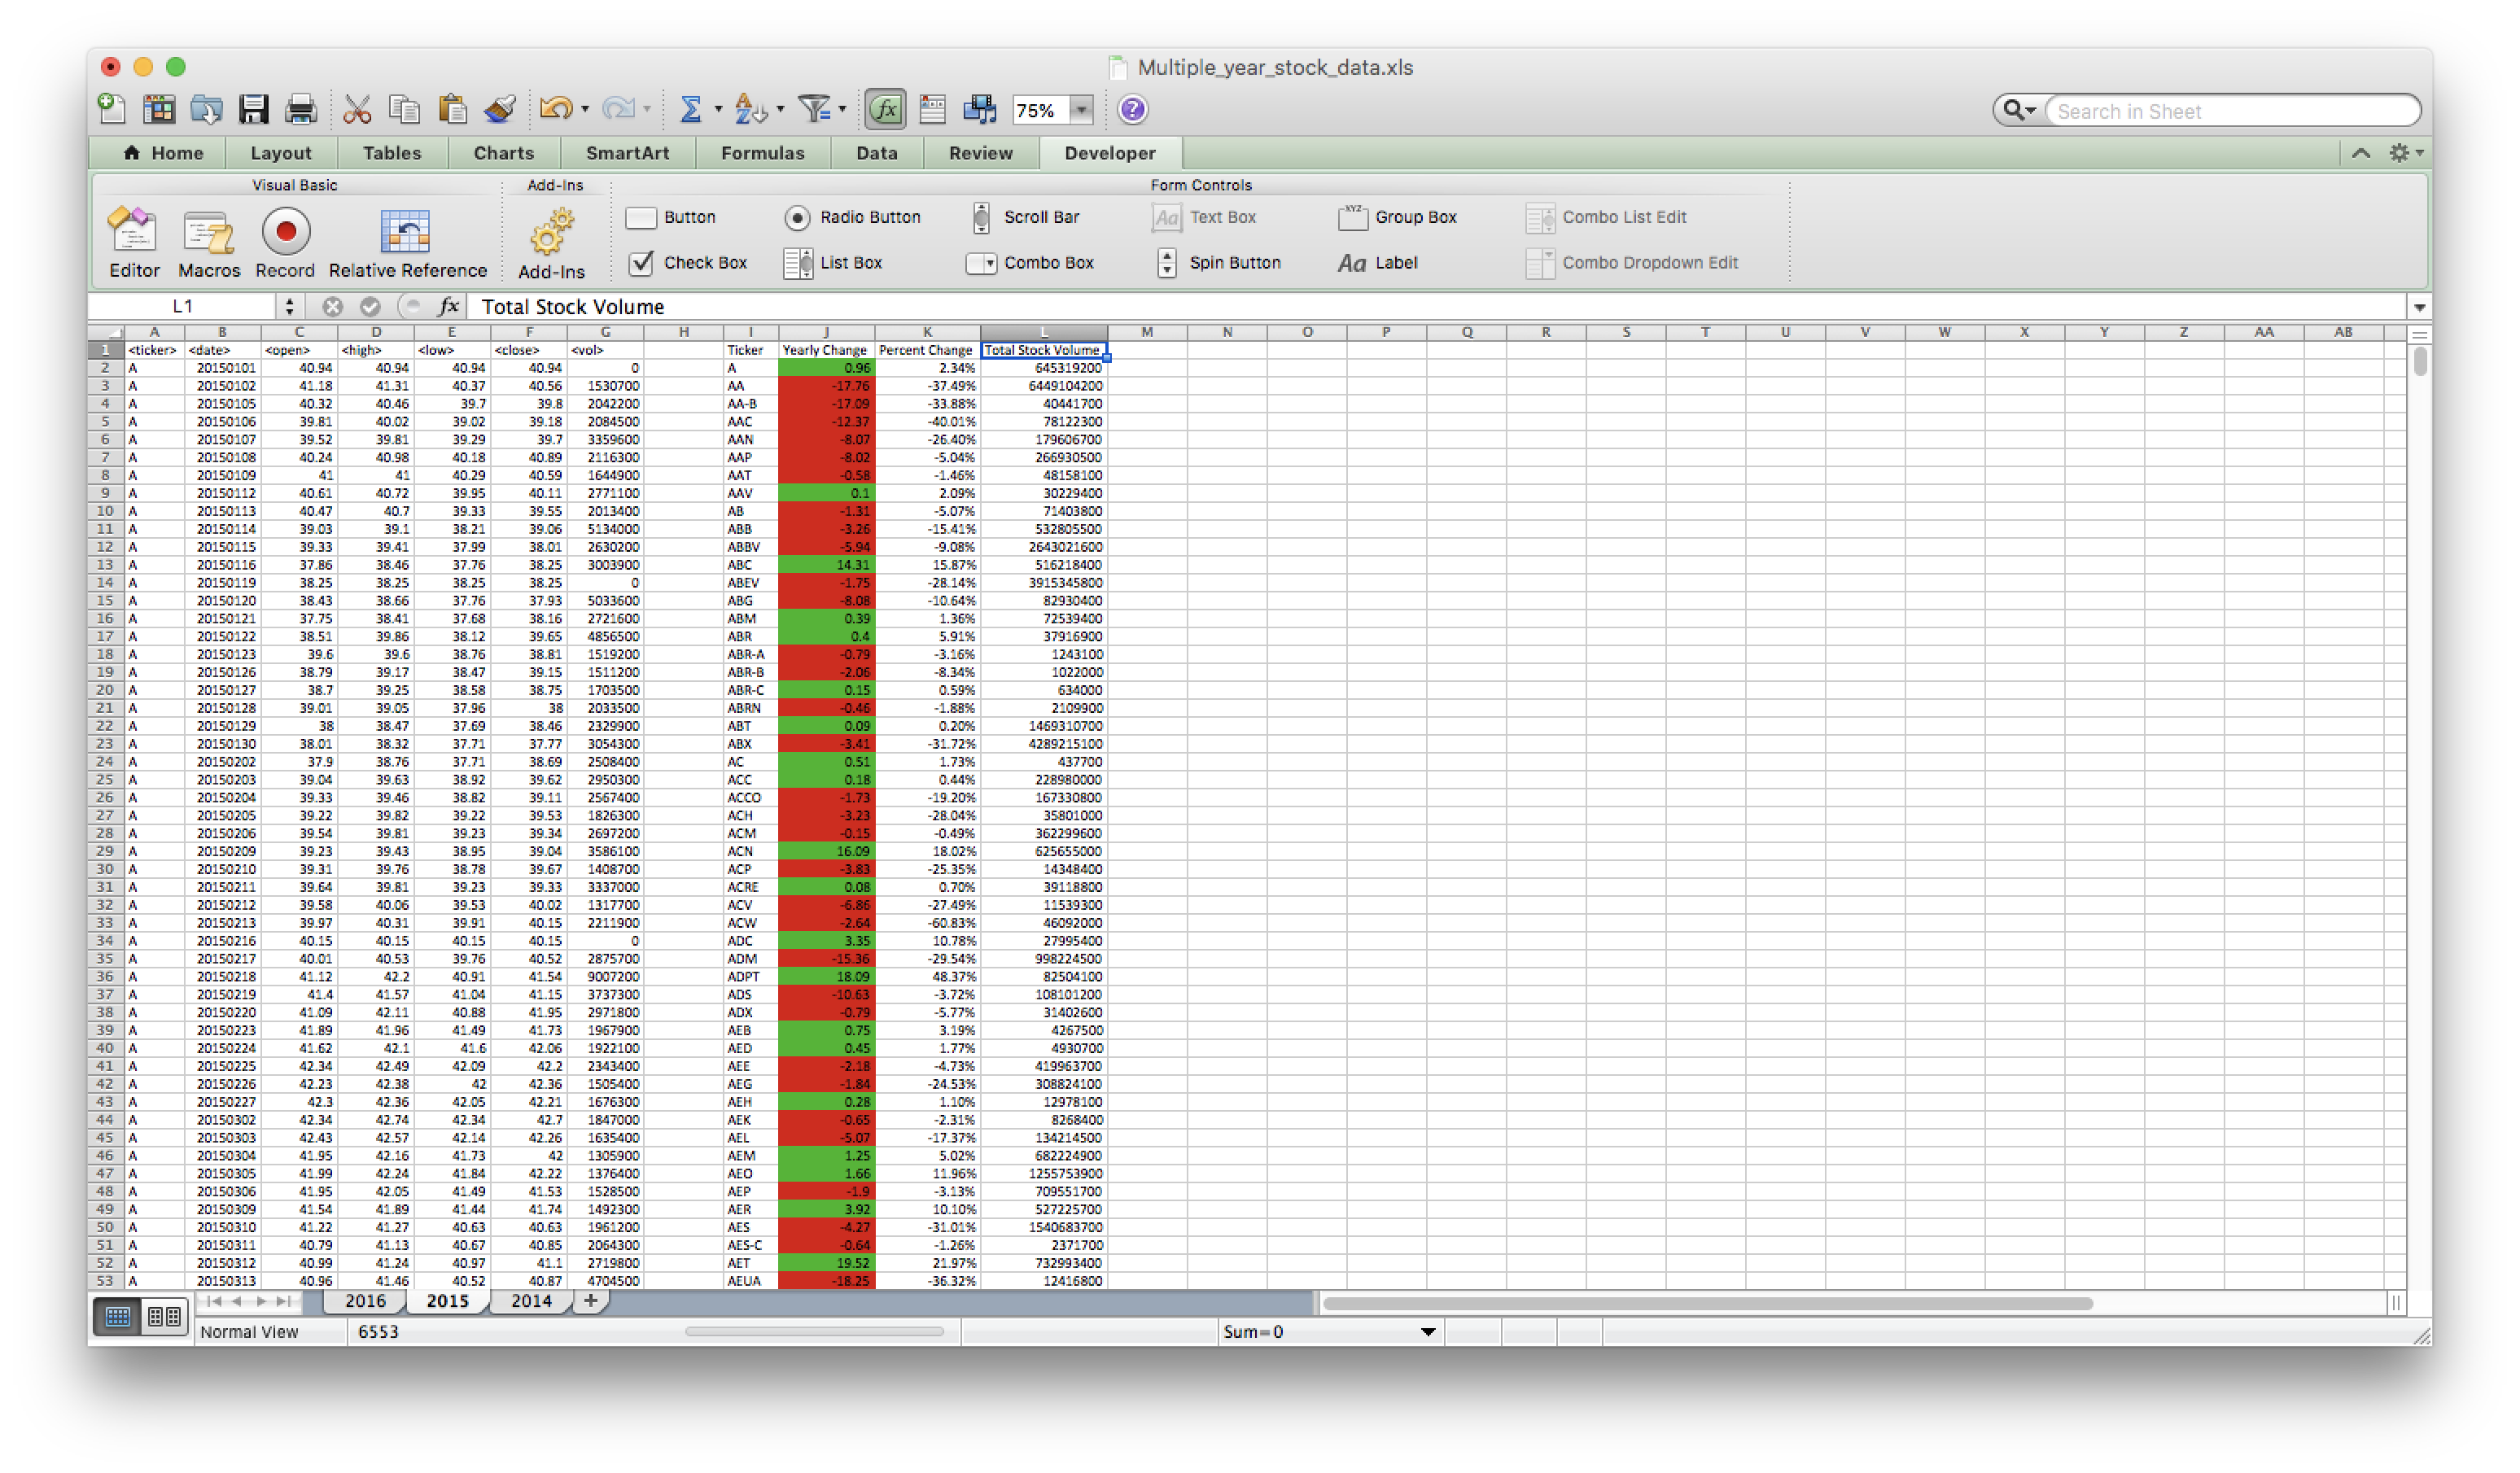 Multiple_year_stock_data.xls
75% Search in Sheet
Home Layout Tables Charts SmartArt Formulas Data Review Developer
Visual Basic Add-Ins Form Controls
Button Radio Button Scroll Bar Text Box Group Box Combo List Edit
Editor Macros Record Relative Reference Add-Ins Check Box List Box Combo Box Spin Button Label Combo Dropdown Edit
L1 fx Total Stock Volume
A B C D E F G H I J K L M N O P Q R S T U V W X Y Z AA AB
1 <ticker> <date> <open> <high> <low> <close> <vol> Ticker Yearly Change Percent Change Total Stock Volume
2 A 20150101 40.94 40.94 40.94 40.94 0 A 0.96 2.34% 645319200
3 A 20150102 41.18 41.31 40.37 40.56 1530700 AA -17.76 -37.49% 6449104200
4 A 20150105 40.32 40.46 39.7 39.8 2042200 AA-B -17.09 -33.88% 40441700
5 A 20150106 39.81 40.02 39.02 39.18 2084500 AAC -12.37 -40.01% 78122300
6 A 20150107 39.52 39.81 39.29 39.7 3359600 AAN -8.07 -26.40% 179606700
7 A 20150108 40.24 40.98 40.18 40.89 2116300 AAP -8.02 -5.04% 266930500
8 A 20150109 41 41 40.29 40.59 1644900 AAT -0.58 -1.46% 48158100
9 A 20150112 40.61 40.72 39.95 40.11 2771100 AAV 0.1 2.09% 30229400
10 A 20150113 40.47 40.7 39.33 39.55 2013400 AB -1.31 -5.07% 71403800
11 A 20150114 39.03 39.1 38.21 39.06 5134000 ABB -3.26 -15.41% 532805500
12 A 20150115 39.33 39.41 37.99 38.01 2630200 ABBV -5.94 -9.08% 2643021600
13 A 20150116 37.86 38.46 37.76 38.25 3003900 ABC 14.31 15.87% 516218400
14 A 20150119 38.25 38.25 38.25 38.25 0 ABEV -1.75 -28.14% 3915345800
15 A 20150120 38.43 38.66 37.76 37.93 5033600 ABG -8.08 -10.64% 82930400
16 A 20150121 37.75 38.41 37.68 38.16 2721600 ABM 0.39 1.36% 72539400
17 A 20150122 38.51 39.86 38.12 39.65 4856500 ABR 0.4 5.91% 37916900
18 A 20150123 39.6 39.6 38.76 38.81 1519200 ABR-A -0.79 -3.16% 1243100
19 A 20150126 38.79 39.17 38.47 39.15 1511200 ABR-B -2.06 -8.34% 1022000
20 A 20150127 38.7 39.25 38.58 38.75 1703500 ABR-C 0.15 0.59% 634000
21 A 20150128 39.01 39.05 37.96 38 2033500 ABRN -0.46 -1.88% 2109900
22 A 20150129 38 38.47 37.69 38.46 2329900 ABT 0.09 0.20% 1469310700
23 A 20150130 38.01 38.32 37.71 37.77 3054300 ABX -3.41 -31.72% 4289215100
24 A 20150202 37.9 38.76 37.71 38.69 2508400 AC 0.51 1.73% 437700
25 A 20150203 39.04 39.63 38.92 39.62 2950300 ACC 0.18 0.44% 228980000
26 A 20150204 39.33 39.46 38.82 39.11 2567400 ACCO -1.73 -19.20% 167330800
27 A 20150205 39.22 39.82 39.22 39.53 1826300 ACH -3.23 -28.04% 35801000
28 A 20150206 39.54 39.81 39.23 39.34 2697200 ACM -0.15 -0.49% 362299600
29 A 20150209 39.23 39.43 38.95 39.04 3586100 ACN 16.09 18.02% 625655000
30 A 20150210 39.31 39.76 38.78 39.67 1408700 ACP -3.83 -25.35% 14348400
31 A 20150211 39.64 39.81 39.23 39.33 3337000 ACRE 0.08 0.70% 39118800
32 A 20150212 39.58 40.06 39.53 40.02 1317700 ACV -6.86 -27.49% 11539300
33 A 20150213 39.97 40.31 39.91 40.15 2211900 ACW -2.64 -60.83% 46092000
34 A 20150216 40.15 40.15 40.15 40.15 0 ADC 3.35 10.78% 27995400
35 A 20150217 40.01 40.53 39.76 40.52 2875700 ADM -15.36 -29.54% 998224500
36 A 20150218 41.12 42.2 40.91 41.54 9007200 ADPT 18.09 48.37% 82504100
37 A 20150219 41.4 41.57 41.04 41.15 3737300 ADS -10.63 -3.72% 108101200
38 A 20150220 41.09 42.11 40.88 41.95 2971800 ADX -0.79 -5.77% 31402600
39 A 20150223 41.89 41.96 41.49 41.73 1967900 AEB 0.75 3.19% 4267500
40 A 20150224 41.62 42.1 41.6 42.06 1922100 AED 0.45 1.77% 4930700
41 A 20150225 42.34 42.49 42.09 42.2 2343400 AEE -2.18 -4.73% 419963700
42 A 20150226 42.23 42.38 42 42.36 1505400 AEG -1.84 -24.53% 308824100
43 A 20150227 42.3 42.36 42.05 42.21 1676300 AEH 0.28 1.10% 12978100
44 A 20150302 42.34 42.74 42.34 42.7 1847000 AEK -0.65 -2.31% 8268400
45 A 20150303 42.43 42.57 42.14 42.26 1635400 AEL -5.07 -17.37% 134214500
46 A 20150304 41.95 42.16 41.73 42 1305900 AEM 1.25 5.02% 682224900
47 A 20150305 41.99 42.24 41.84 42.22 1376400 AEO 1.66 11.96% 1255753900
48 A 20150306 41.95 42.05 41.49 41.53 1528500 AEP -1.9 -3.13% 709551700
49 A 20150309 41.54 41.89 41.44 41.74 1492300 AER 3.92 10.10% 527225700
50 A 20150310 41.22 41.27 40.63 40.63 1961200 AES -4.27 -31.01% 1540683700
51 A 20150311 40.79 41.13 40.67 40.85 2064300 AES-C -0.64 -1.26% 2371700
52 A 20150312 40.99 41.24 40.97 41.1 2719800 AET 19.52 21.97% 732993400
53 A 20150313 40.96 41.46 40.52 40.87 4704500 AEUA -18.25 -36.32% 12416800
2016 2015 2014 +
Normal View 6553 Sum=0